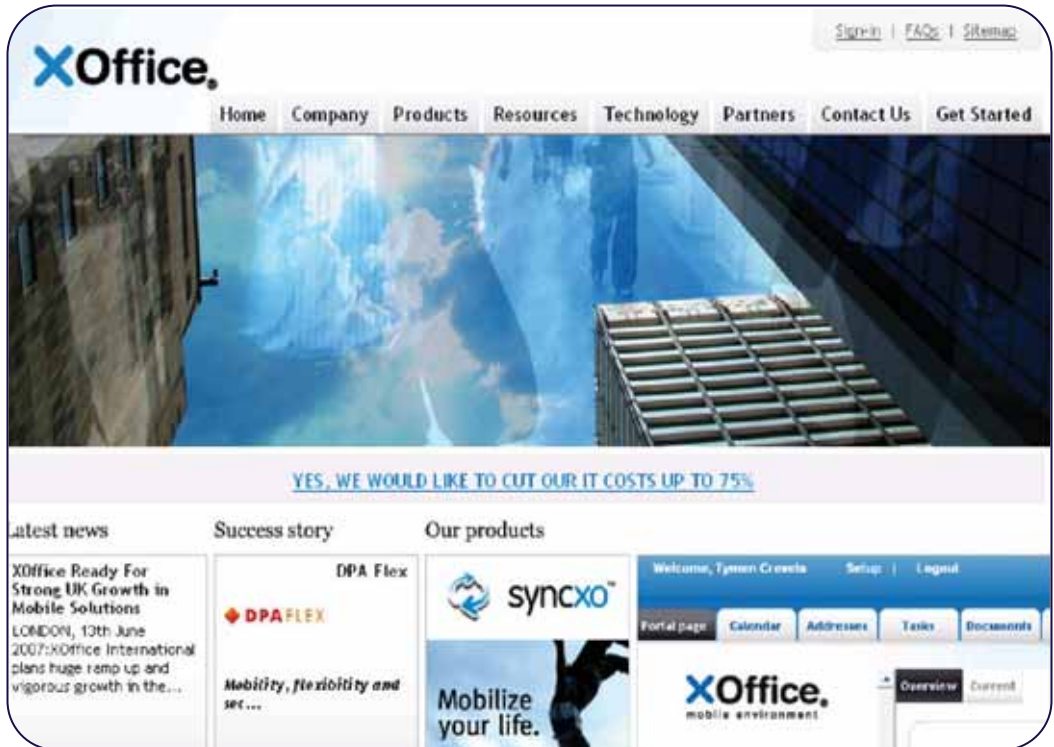 Sign-in | FAQs | Sitemap
XOffice.
Home Company Products Resources Technology Partners Contact Us Get Started
YES, WE WOULD LIKE TO CUT OUR IT COSTS UP TO 75%
Latest news
XOffice Ready For
Strong UK Growth in
Mobile Solutions
LONDON, 13th June
2007:XOffice International
plans huge ramp up and
vigorous growth in the...
Success story
DPA Flex
DPA FLEX
Mobility, flexibility and
sec...
Our products
syncxo™
Mobilize
your life.
Welcome, Tymen Setup | Logout
Portal page Calendar Addresses Tasks Documents
XOffice.
mobile environment
Overview Current